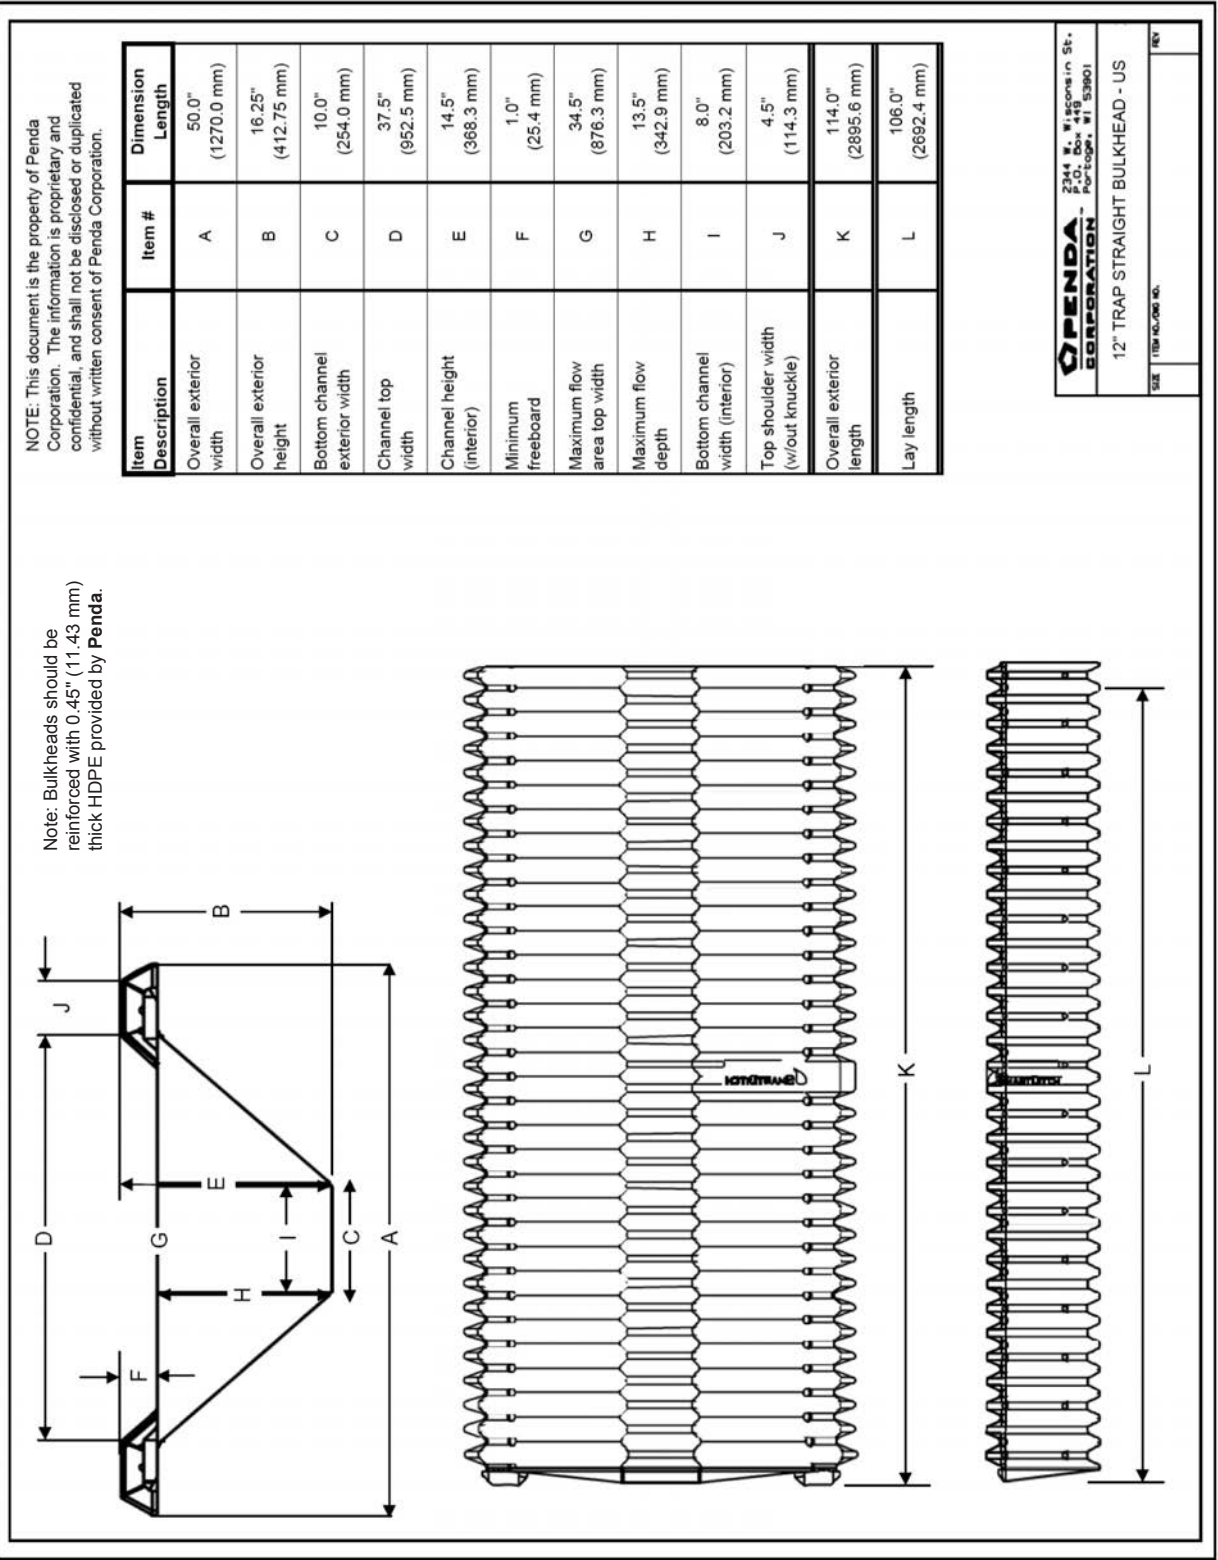 NOTE: This document is the property of Penda
Corporation. The information is proprietary and
confidential, and shall not be disclosed or duplicated
without written consent of Penda Corporation.
Note: Bulkheads should be
reinforced with 0.45" (11.43 mm)
thick HDPE provided by Penda.
D
J
F
G
H
E
B
I
C
A
K
L
Item Description Item # Dimension Length
Overall exterior width A 50.0" (1270.0 mm)
Overall exterior height B 16.25" (412.75 mm)
Bottom channel exterior width C 10.0" (254.0 mm)
Channel top width D 37.5" (952.5 mm)
Channel height (interior) E 14.5" (368.3 mm)
Minimum freeboard F 1.0" (25.4 mm)
Maximum flow area top width G 34.5" (876.3 mm)
Maximum flow depth H 13.5" (342.9 mm)
Bottom channel width (interior) I 8.0" (203.2 mm)
Top shoulder width (w/out knuckle) J 4.5" (114.3 mm)
Overall exterior length K 114.0" (2895.6 mm)
Lay length L 106.0" (2692.4 mm)
PENDA
CORPORATION
2344 W. Wisconsin St.
P.O. Box 449
Portage, WI 53901
12" TRAP STRAIGHT BULKHEAD - US
SIZE ITEM NO./DWG NO. REV